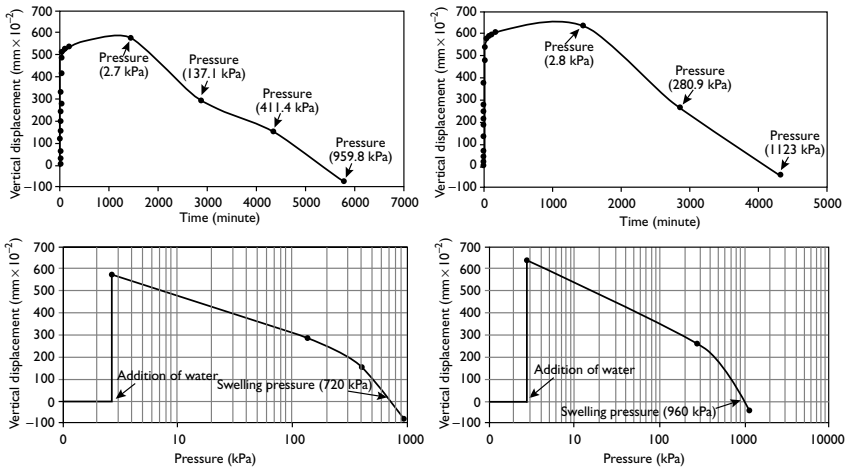 Vertical displacement (mm × 10⁻²)
700
600
500
400
300
200
100
0
−100
0 1000 2000 3000 4000 5000 6000 7000
Time (minute)
Pressure
(2.7 kPa)
Pressure
(137.1 kPa)
Pressure
(411.4 kPa)
Pressure
(959.8 kPa)
Vertical displacement (mm × 10⁻²)
700
600
500
400
300
200
100
0
−100
0 1000 2000 3000 4000 5000
Time (minute)
Pressure
(2.8 kPa)
Pressure
(280.9 kPa)
Pressure
(1123 kPa)
Vertical displacement (mm × 10⁻²)
700
600
500
400
300
200
100
0
−100
0 10 100 1000
Pressure (kPa)
Addition of water
Swelling pressure (720 kPa)
Vertical displacement (mm × 10⁻²)
700
600
500
400
300
200
100
0
−100
0 10 100 1000 10000
Pressure (kPa)
Addition of water
Swelling pressure (960 kPa)